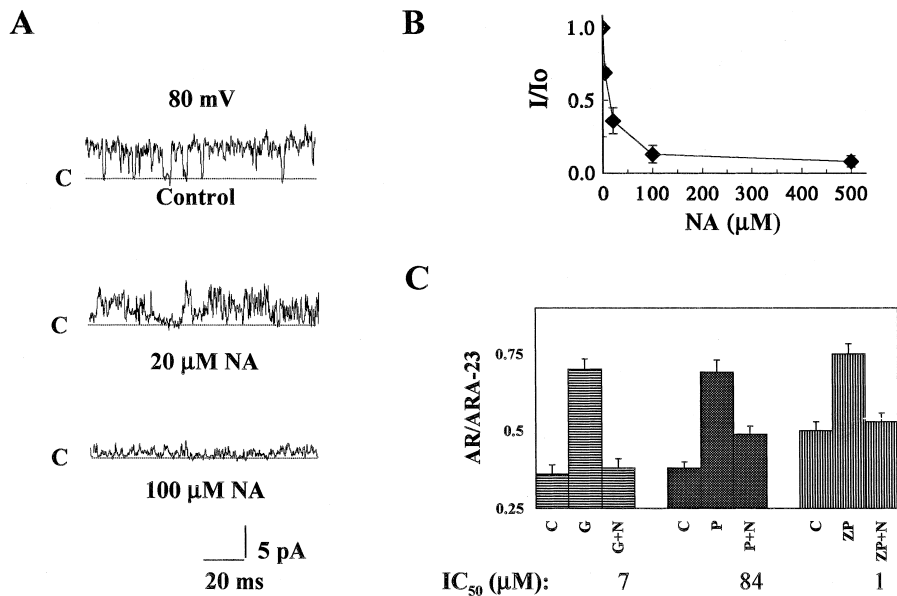 A
80 mV
C
Control
C
20 μM NA
C
100 μM NA
5 pA
20 ms
B
I/Io
1.0
0.5
0.0
0 100 200 300 400 500
NA (μM)
C
AR/ARA-23
0.75
0.5
0.25
C G G+N C P P+N C ZP ZP+N
IC50 (μM): 7 84 1